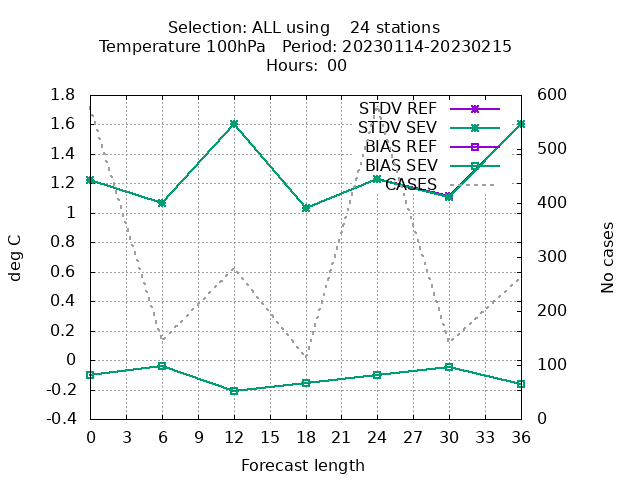 Selection: ALL using    24 stations
Temperature 100hPa   Period: 20230114-20230215
Hours:  00
STDV REF
STDV SEV
BIAS REF
BIAS SEV
CASES
1.8
1.6
1.4
1.2
1
0.8
0.6
0.4
0.2
0
-0.2
-0.4
deg C
600
500
400
300
200
100
0
No cases
0 3 6 9 12 15 18 21 24 27 30 33 36
Forecast length